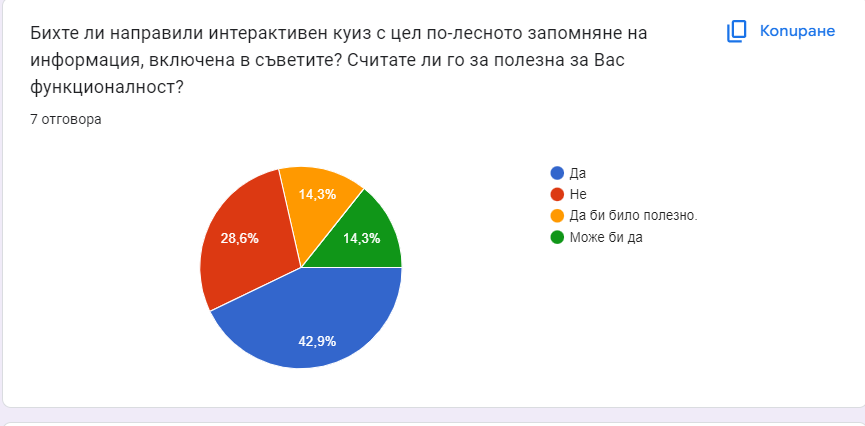 Бихте ли направили интерактивен куиз с цел по-лесното запомняне на
информация, включена в съветите? Считате ли го за полезна за Вас
функционалност?
Копиране
7 отговора
14,3%
28,6%
14,3%
42,9%
Да
Не
Да би било полезно.
Може би да